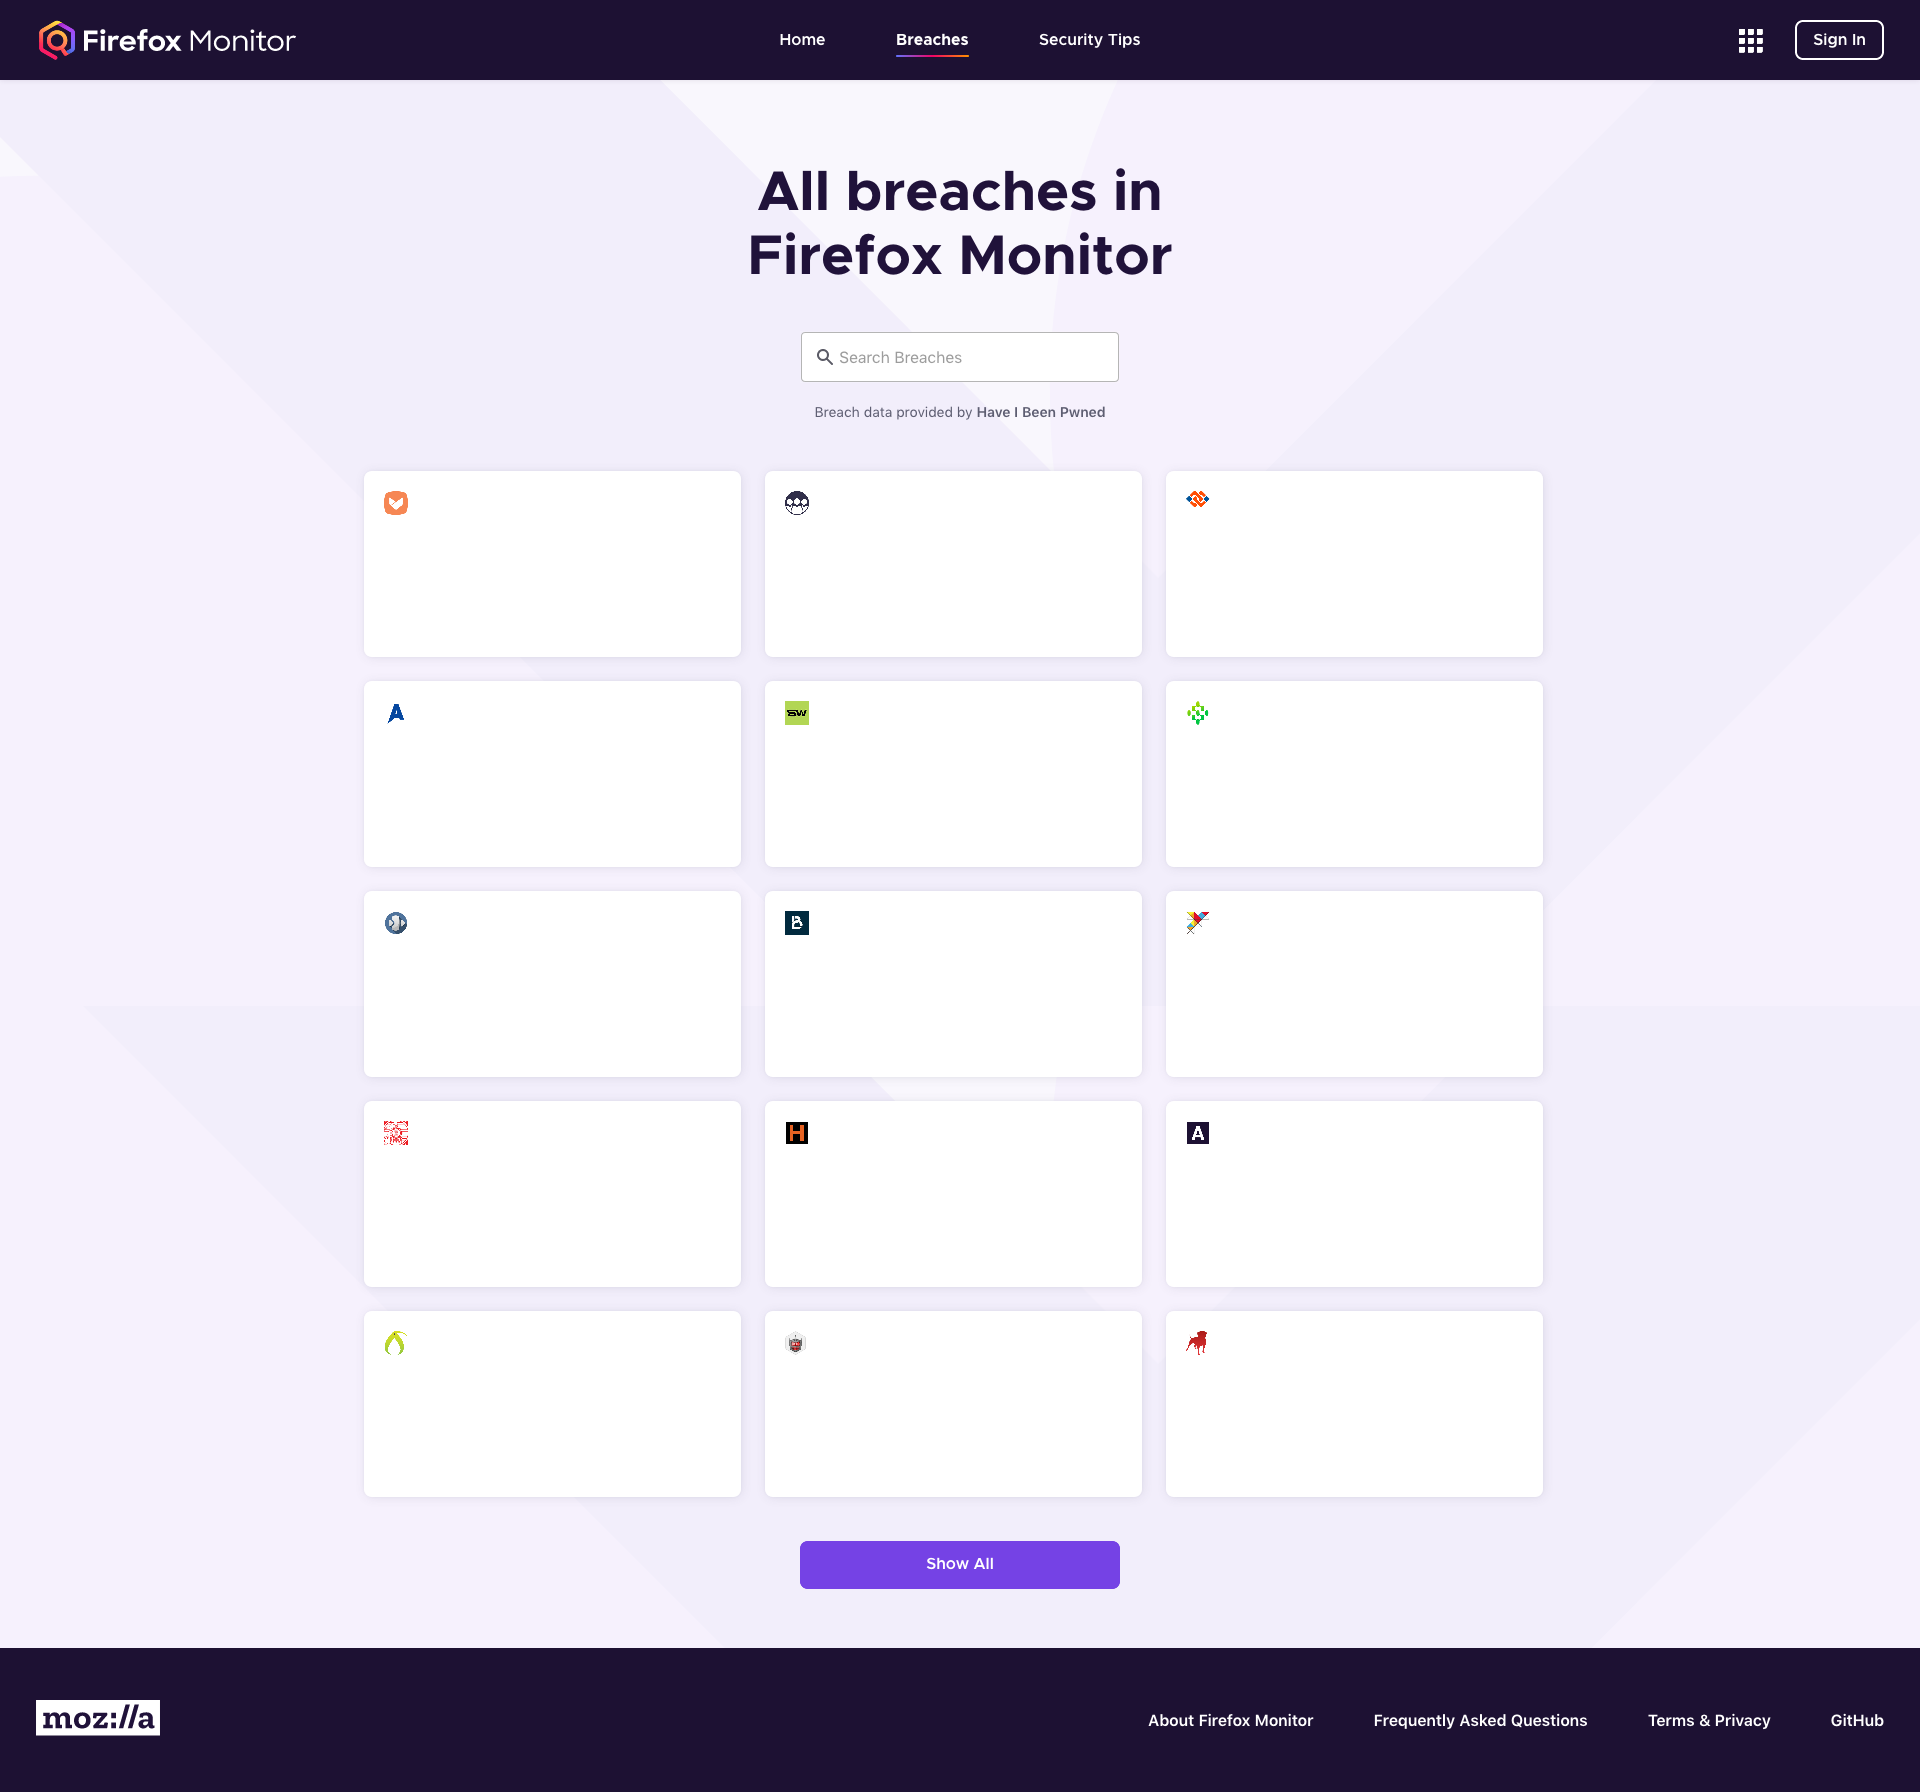 Firefox Monitor
Home
Breaches
Security Tips
Sign In
All breaches in
Firefox Monitor
Search Breaches
Breach data provided by Have I Been Pwned
A
SW
B
H
A
Show All
moz://a
About Firefox Monitor
Frequently Asked Questions
Terms & Privacy
GitHub